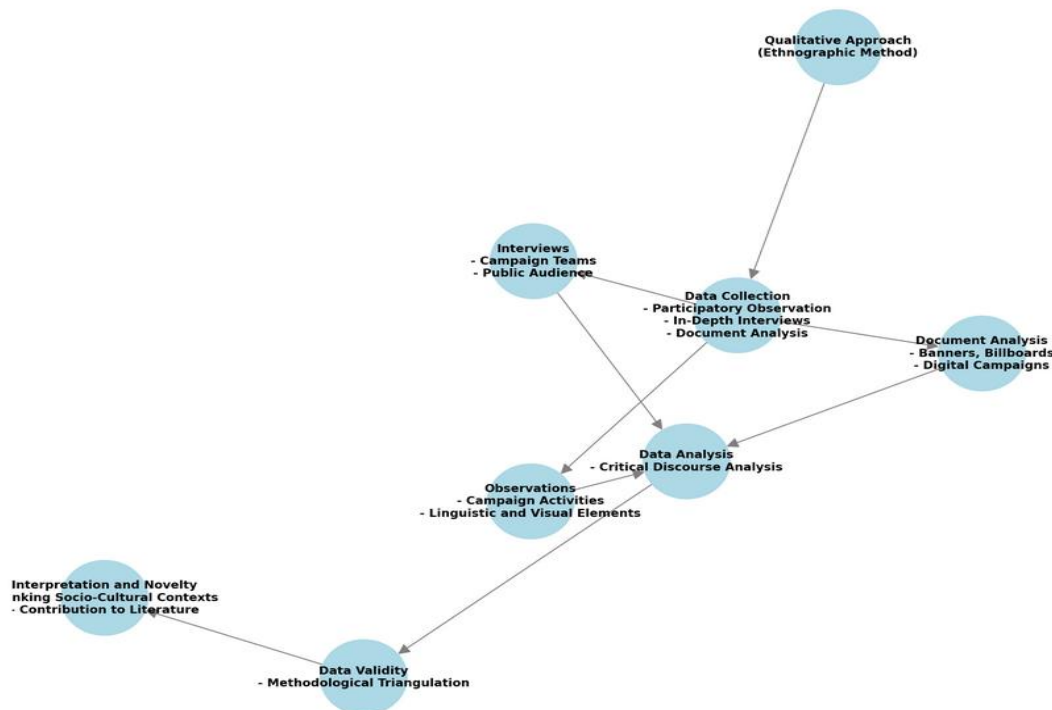 Qualitative Approach
(Ethnographic Method)
Interviews
- Campaign Teams
- Public Audience
Data Collection
- Participatory Observation
- In-Depth Interviews
- Document Analysis
Document Analysis
- Banners, Billboards
- Digital Campaigns
Data Analysis
- Critical Discourse Analysis
Observations
- Campaign Activities
- Linguistic and Visual Elements
Interpretation and Novelty
nking Socio-Cultural Contexts
- Contribution to Literature
Data Validity
- Methodological Triangulation